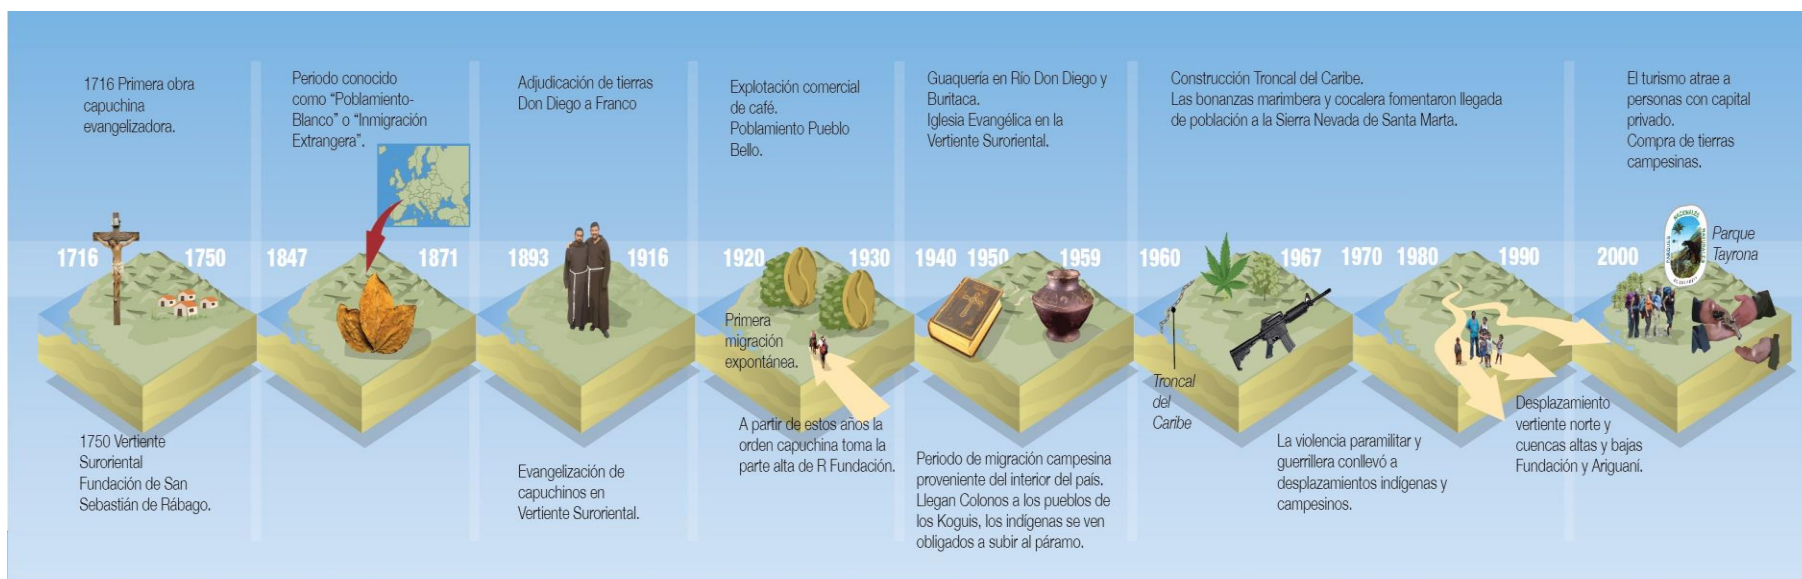 1716 Primera obra
capuchina
evangelizadora.
1716
1750
1750 Vertiente
Suroriental
Fundación de San
Sebastián de Rábago.
Periodo conocido
como “Poblamiento-
Blanco” o “Inmigración
Extrangera”.
1847
1871
Adjudicación de tierras
Don Diego a Franco
1893
1916
Evangelización de
capuchinos en
Vertiente Suroriental.
Explotación comercial
de café.
Poblamiento Pueblo
Bello.
1920
1930
Primera
migración
expontánea.
A partir de estos años la
orden capuchina toma la
parte alta de R Fundación.
Guaquería en Río Don Diego y
Buritaca.
Iglesia Evangélica en la
Vertiente Suroriental.
1940
1950
1959
Periodo de migración campesina
proveniente del interior del país.
Llegan Colonos a los pueblos de
los Koguis, los indígenas se ven
obligados a subir al páramo.
Construcción Troncal del Caribe.
Las bonanzas marimbera y cocalera fomentaron llegada
de población a la Sierra Nevada de Santa Marta.
1960
1967
1970
1980
1990
Troncal
del
Caribe
La violencia paramilitar y
guerrillera conllevó a
desplazamientos indígenas y
campesinos.
Desplazamiento
vertiente norte y
cuencas altas y bajas
Fundación y Ariguaní.
El turismo atrae a
personas con capital
privado.
Compra de tierras
campesinas.
2000
Parque
Tayrona